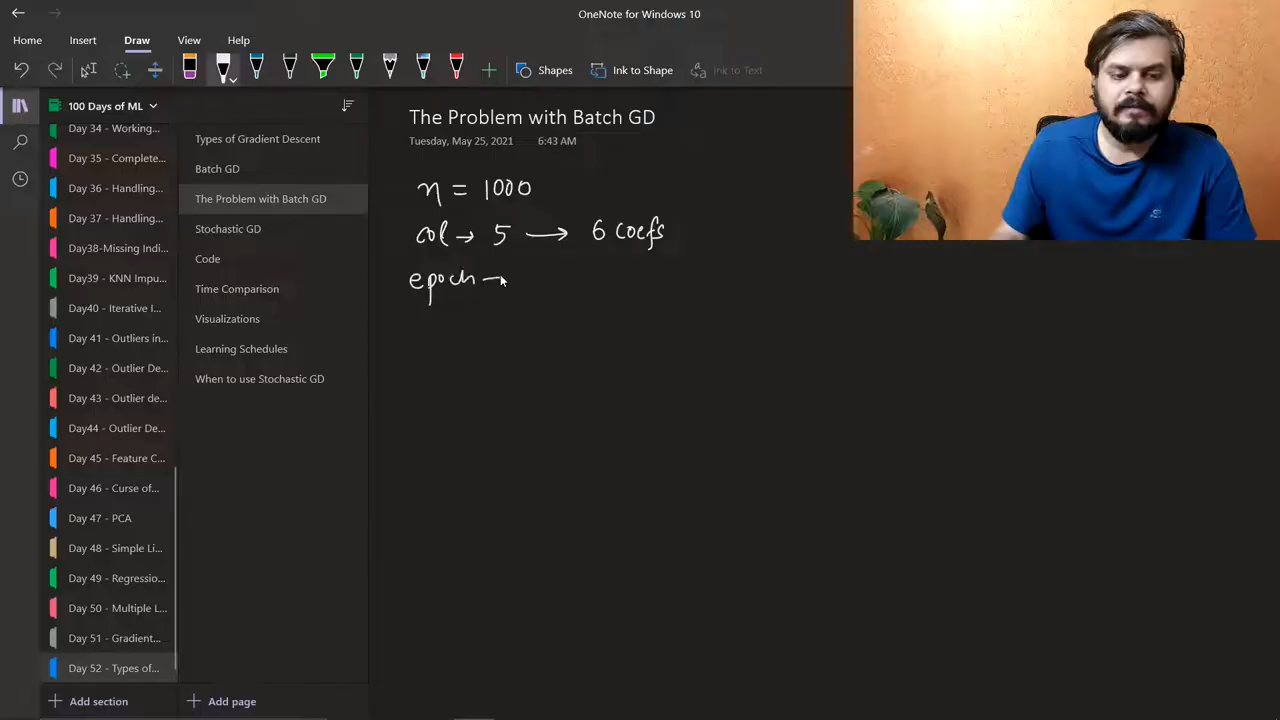 OneNote for Windows 10
Home Insert Draw View Help
Shapes Ink to Shape Ink to Text
100 Days of ML
Day 34 - Working...
Day 35 - Complete...
Day 36 - Handling...
Day 37 - Handling...
Day38-Missing Indi...
Day39 - KNN Impu...
Day40 - Iterative I...
Day 41 - Outliers in...
Day 42 - Outlier De...
Day 43 - Outlier de...
Day44 - Outlier De...
Day 45 - Feature C...
Day 46 - Curse of...
Day 47 - PCA
Day 48 - Simple Li...
Day 49 - Regressio...
Day 50 - Multiple L...
Day 51 - Gradient...
Day 52 - Types of...
Add section
Types of Gradient Descent
Batch GD
The Problem with Batch GD
Stochastic GD
Code
Time Comparison
Visualizations
Learning Schedules
When to use Stochastic GD
Add page
The Problem with Batch GD
Tuesday, May 25, 2021 6:43 AM
n = 1000
col → 5 → 6 coefs
epoch →